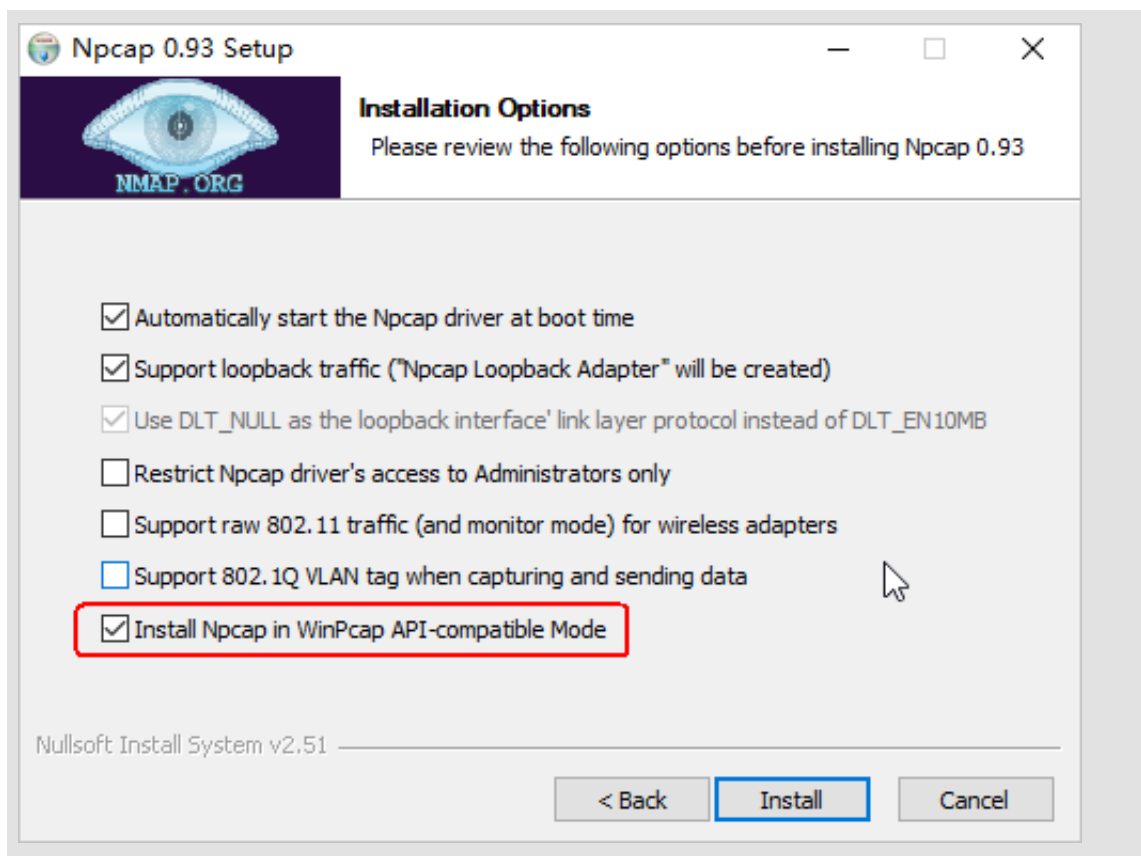 Npcap 0.93 Setup
NMAP.ORG
Installation Options
Please review the following options before installing Npcap 0.93
Automatically start the Npcap driver at boot time
Support loopback traffic ("Npcap Loopback Adapter" will be created)
Use DLT_NULL as the loopback interface' link layer protocol instead of DLT_EN10MB
Restrict Npcap driver's access to Administrators only
Support raw 802.11 traffic (and monitor mode) for wireless adapters
Support 802.1Q VLAN tag when capturing and sending data
Install Npcap in WinPcap API-compatible Mode
Nullsoft Install System v2.51
< Back Install Cancel